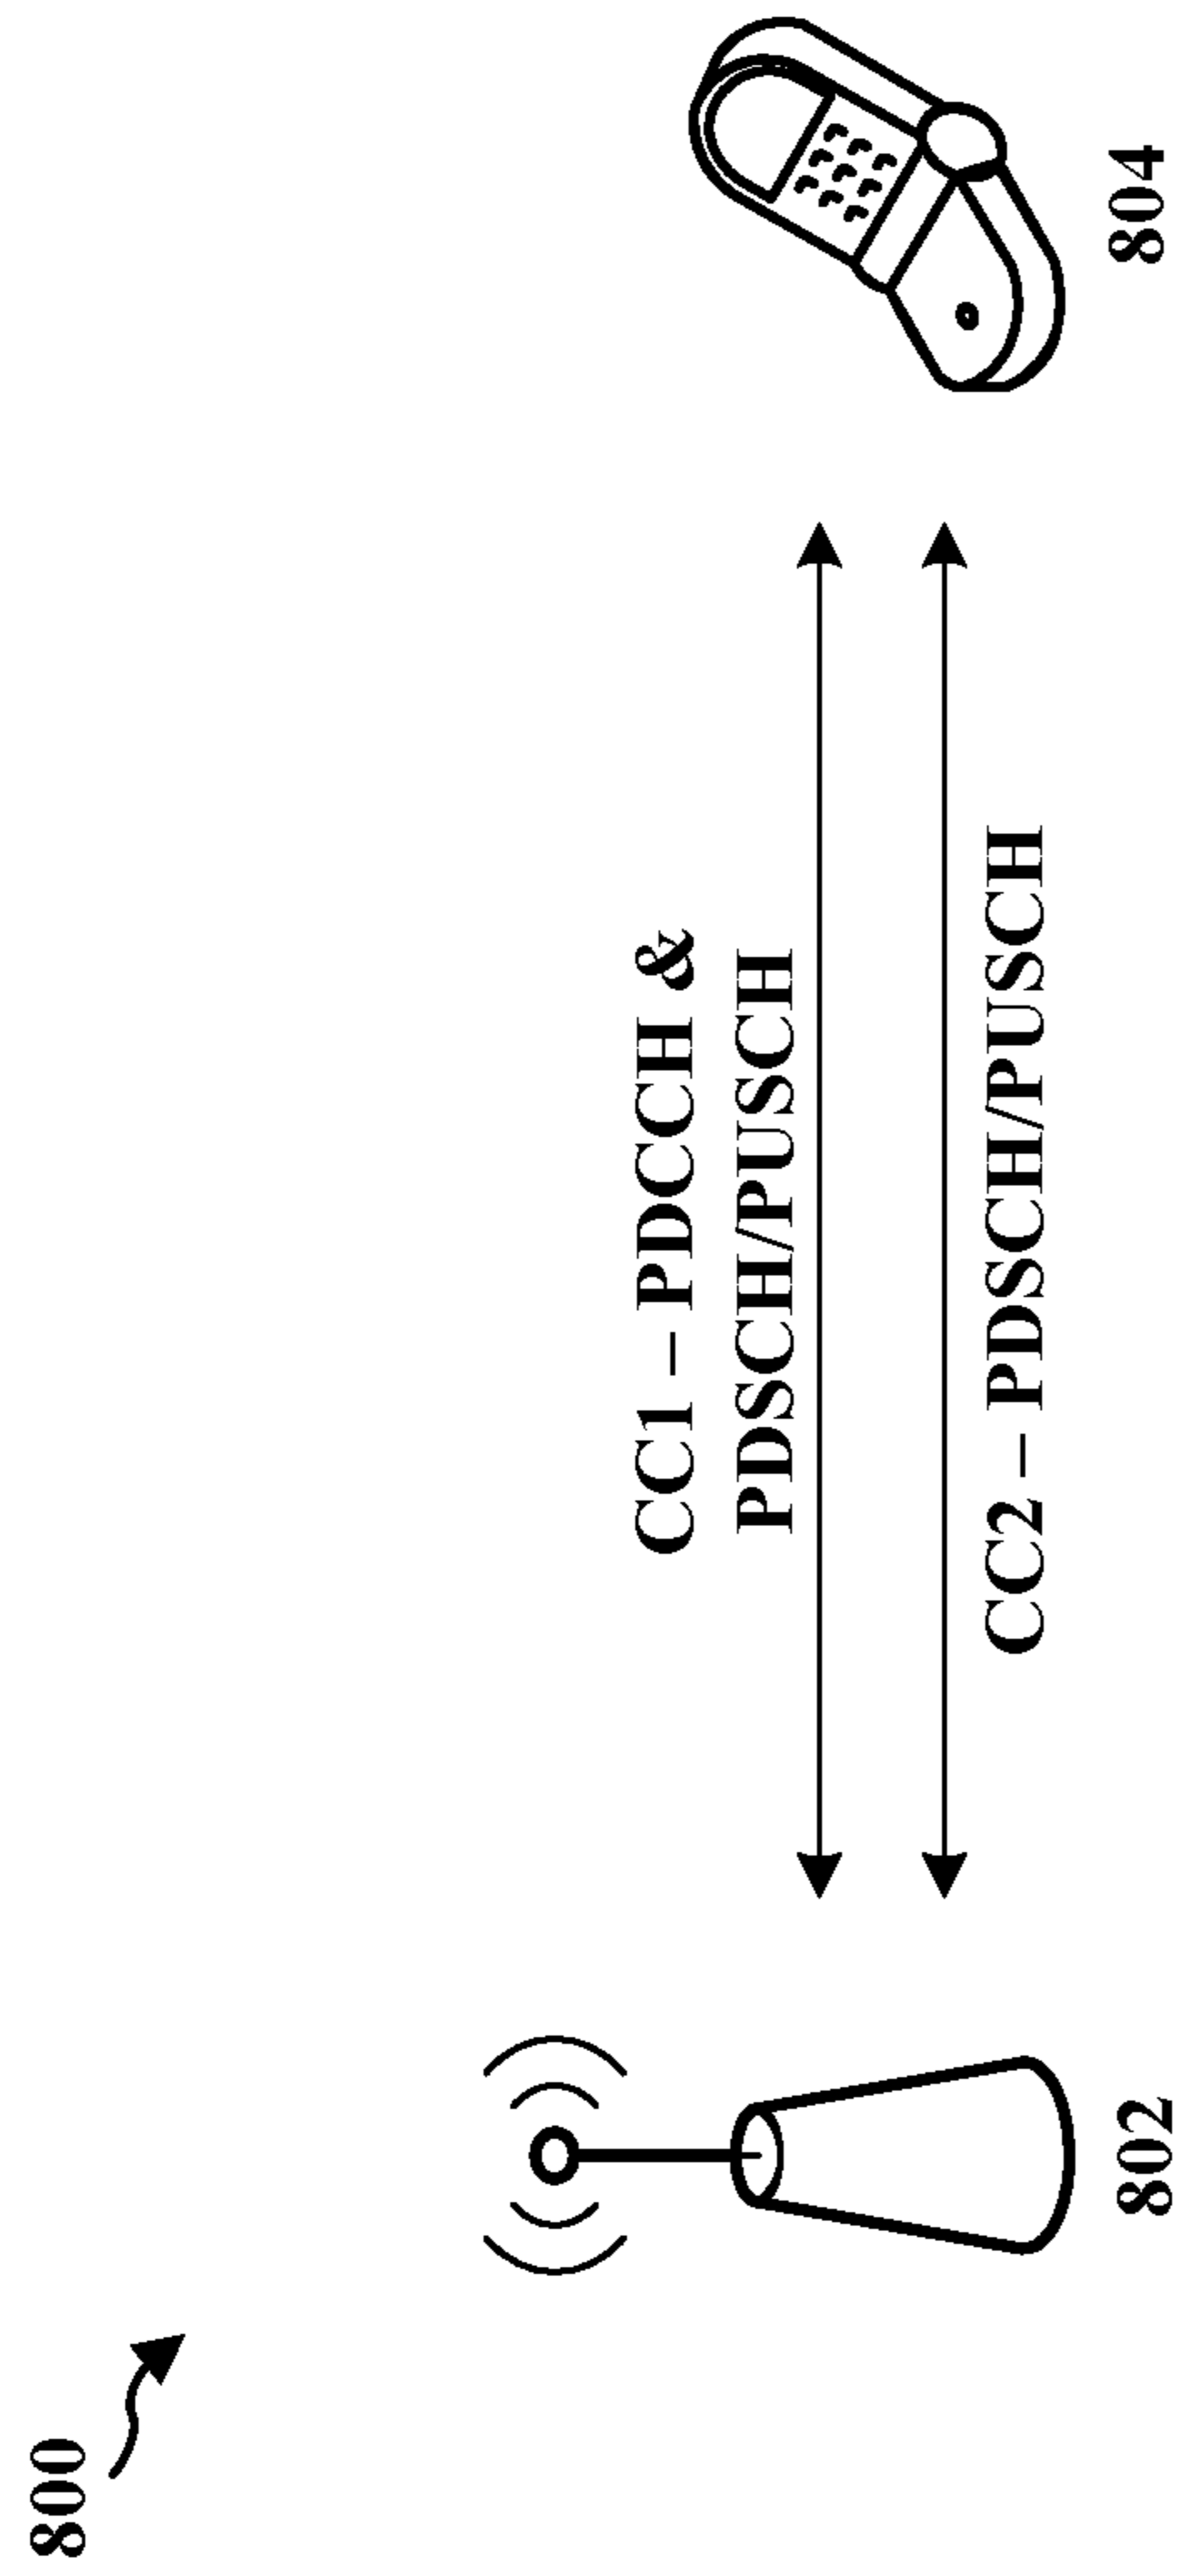 800
CC1 – PDCCH &
PDSCH/PUSCH
CC2 – PDSCH/PUSCH
802
804